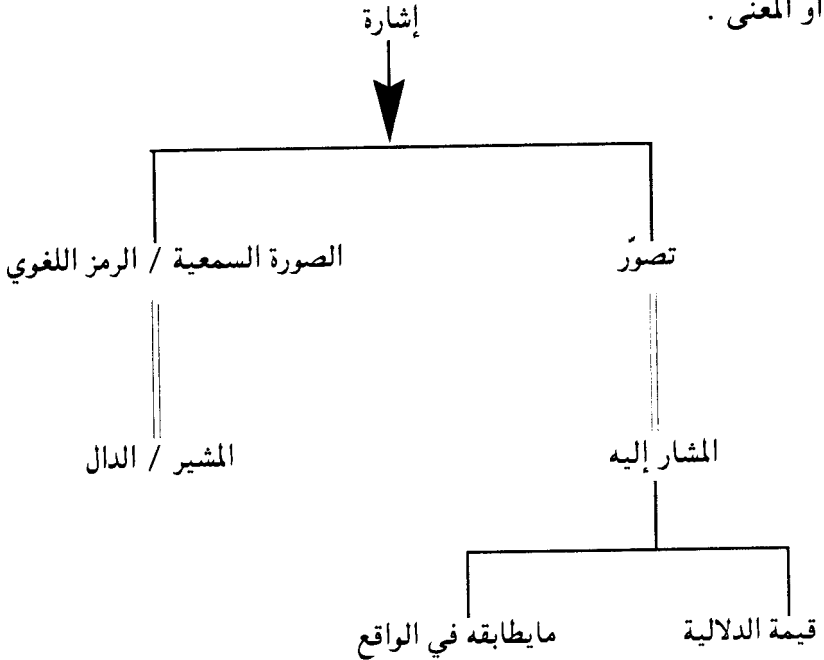 او المعنى .
إشارة
تصوّر
الصورة السمعية / الرمز اللغوي
المشار إليه
المشير / الدال
قيمة الدلالية
مايطابقه في الواقع